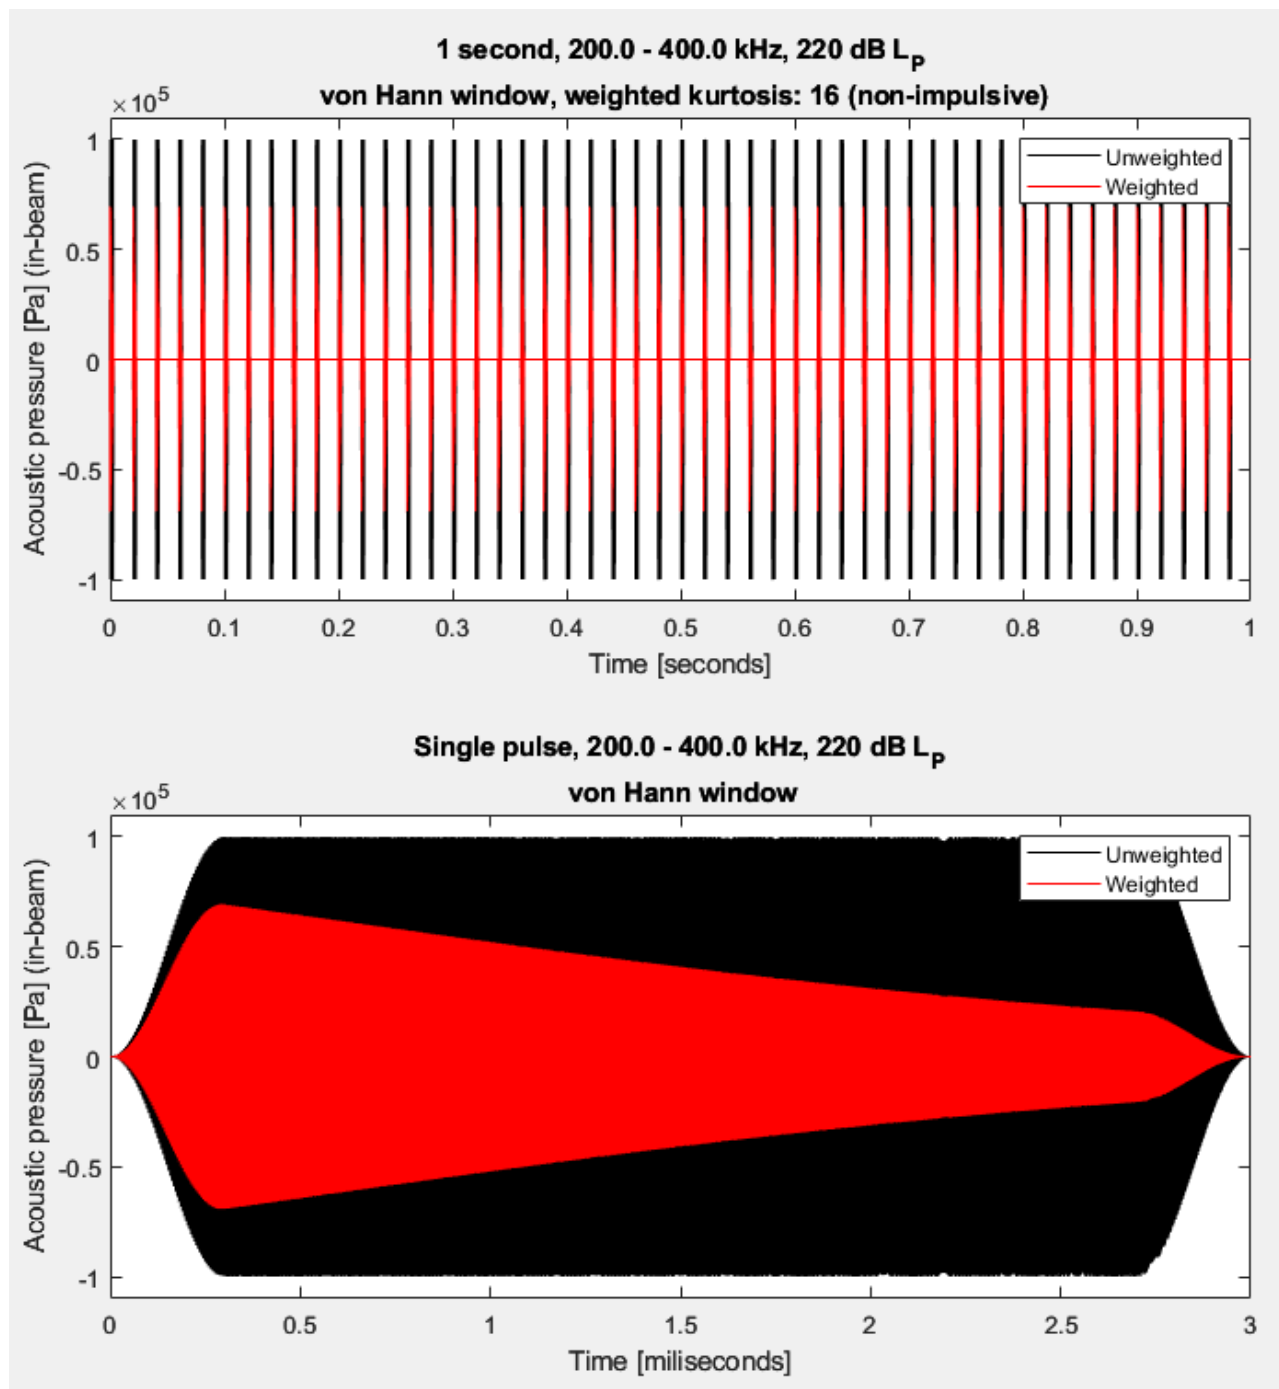 1 second, 200.0 - 400.0 kHz, 220 dB L_P
von Hann window, weighted kurtosis: 16 (non-impulsive)
×10^5
Acoustic pressure [Pa] (in-beam)
1
0.5
0
-0.5
-1
Unweighted
Weighted
0 0.1 0.2 0.3 0.4 0.5 0.6 0.7 0.8 0.9 1
Time [seconds]
Single pulse, 200.0 - 400.0 kHz, 220 dB L_P
von Hann window
×10^5
Acoustic pressure [Pa] (in-beam)
1
0.5
0
-0.5
-1
Unweighted
Weighted
0 0.5 1 1.5 2 2.5 3
Time [miliseconds]